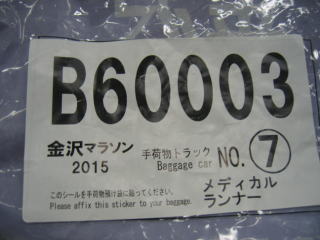 B60003
金沢マラソン
2015
手荷物トラック
Baggage car
NO. ⑦
メディカル
ランナー
このシールを手荷物預け袋に貼ってください。
Please affix this sticker to your baggage.